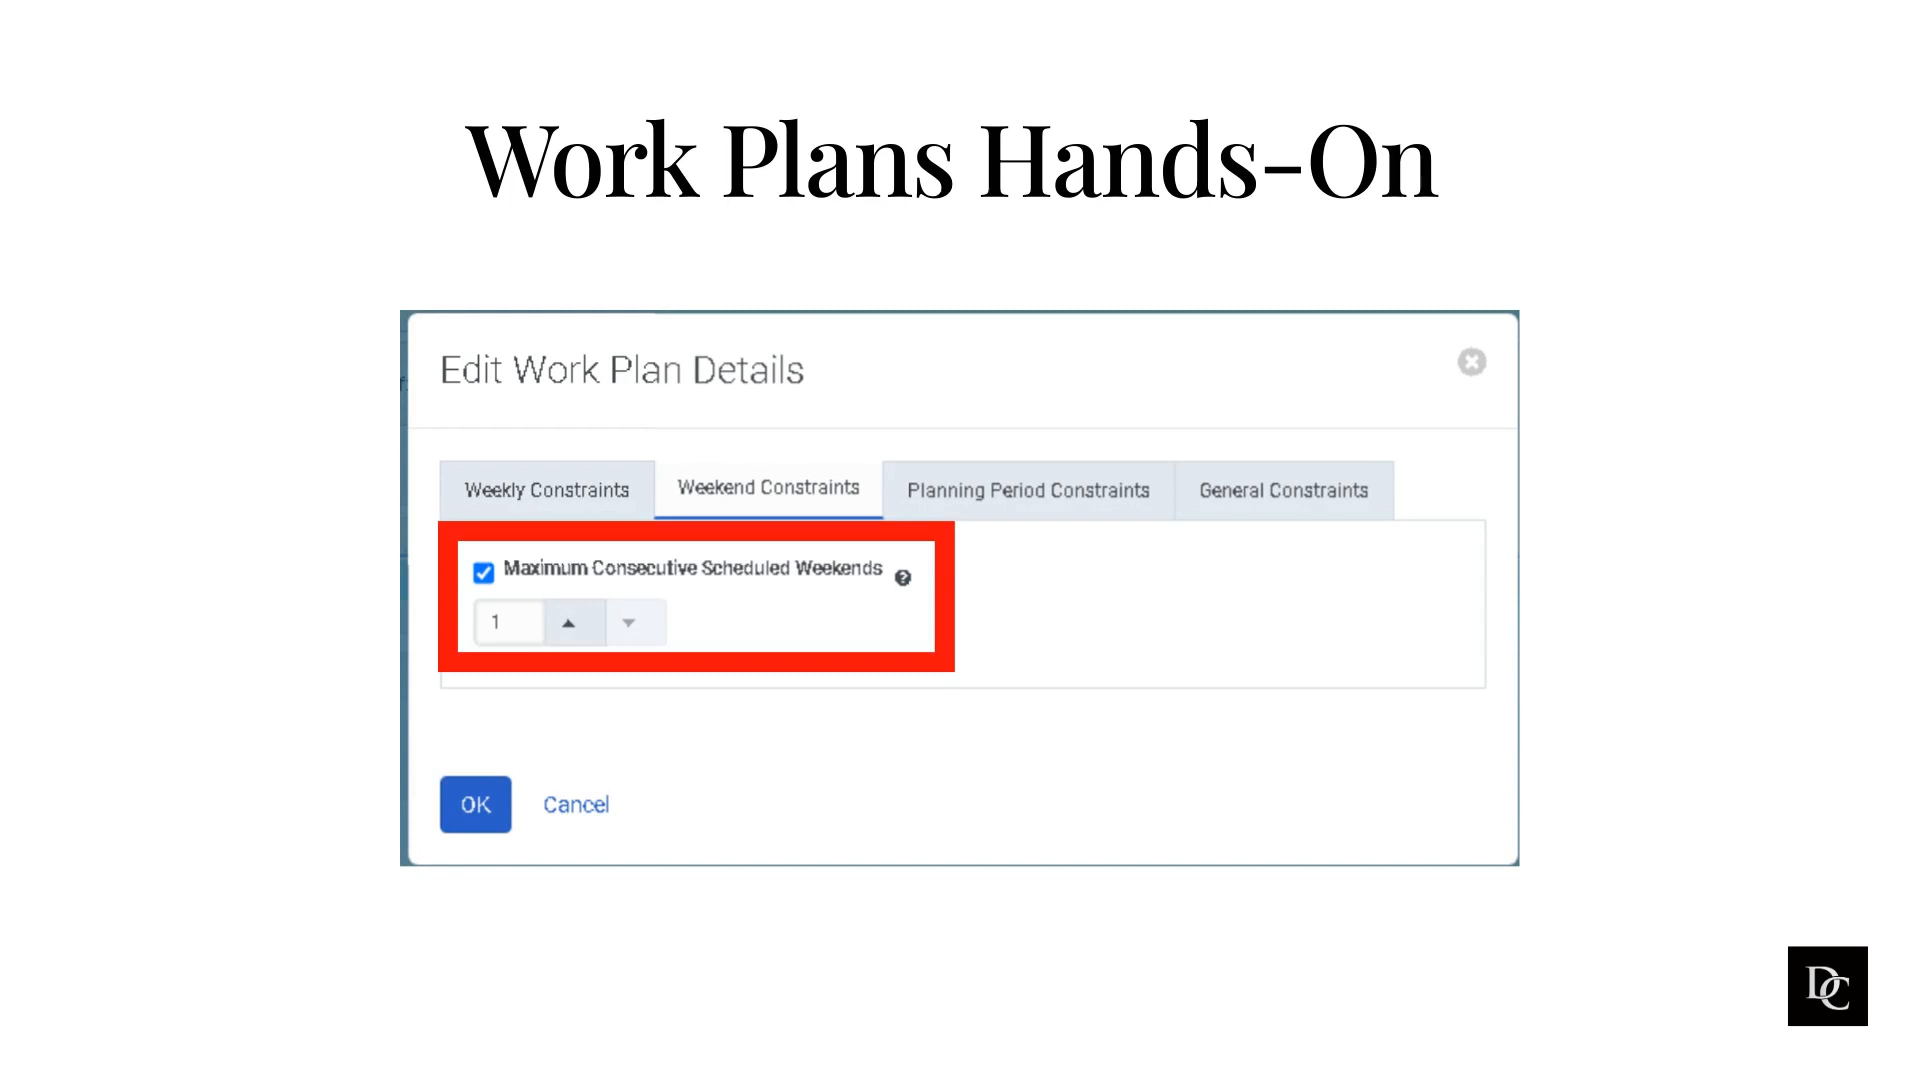 Work Plans Hands-On
Edit Work Plan Details
Weekly Constraints
Weekend Constraints
Planning Period Constraints
General Constraints
Maximum Consecutive Scheduled Weekends
1
OK
Cancel
DC